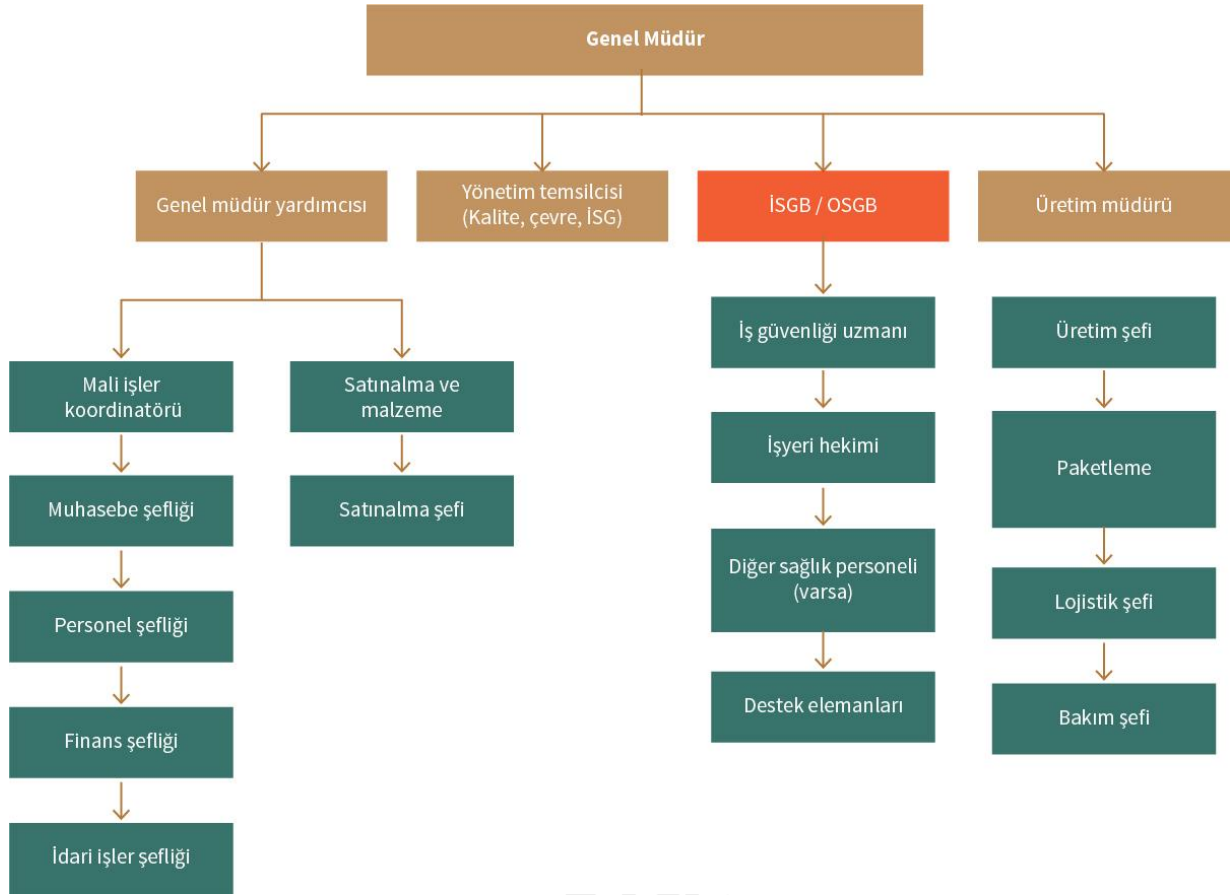 Genel Müdür
Genel müdür yardımcısı
Yönetim temsilcisi
(Kalite, çevre, İSG)
İSGB / OSGB
Üretim müdürü
Mali işler
koordinatörü
Muhasebe şefliği
Personel şefliği
Finans şefliği
İdari işler şefliği
Satınalma ve
malzeme
Satınalma şefi
İş güvenliği uzmanı
İşyeri hekimi
Diğer sağlık personeli
(varsa)
Destek elemanları
Üretim şefi
Paketleme
Lojistik şefi
Bakım şefi